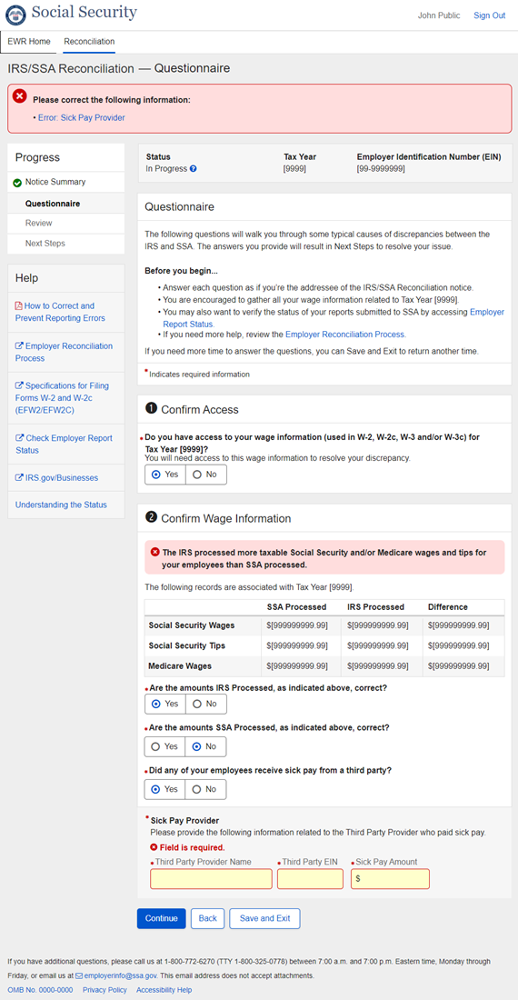 Social Security
John Public Sign Out
EWR Home Reconciliation
IRS/SSA Reconciliation — Questionnaire
Please correct the following information:
• Error: Sick Pay Provider
Progress
Notice Summary
Questionnaire
Review
Next Steps
Help
How to Correct and
Prevent Reporting Errors
Employer Reconciliation
Process
Specifications for Filing
Forms W-2 and W-2c
(EFW2/EFW2C)
Check Employer Report
Status
IRS.gov/Businesses
Understanding the Status
Status Tax Year Employer Identification Number (EIN)
In Progress ? [9999] [99-9999999]
Questionnaire
The following questions will walk you through some typical causes of discrepancies between the
IRS and SSA. The answers you provide will result in Next Steps to resolve your issue.
Before you begin...
• Answer each question as if you're the addressee of the IRS/SSA Reconciliation notice.
• You are encouraged to gather all your wage information related to Tax Year [9999].
• You may also want to verify the status of your reports submitted to SSA by accessing Employer
Report Status.
• If you need more help, review the Employer Reconciliation Process.
If you need more time to answer the questions, you can Save and Exit to return another time.
* Indicates required information
1 Confirm Access
Do you have access to your wage information (used in W-2, W-2c, W-3 and/or W-3c) for
Tax Year [9999]?
You will need access to this wage information to resolve your discrepancy.
Yes No
2 Confirm Wage Information
The IRS processed more taxable Social Security and/or Medicare wages and tips for
your employees than SSA processed.
The following records are associated with Tax Year [9999].
SSA Processed IRS Processed Difference
Social Security Wages $[999999999.99] $[999999999.99] $[999999999.99]
Social Security Tips $[999999999.99] $[999999999.99] $[999999999.99]
Medicare Wages $[999999999.99] $[999999999.99] $[999999999.99]
Are the amounts IRS Processed, as indicated above, correct?
Yes No
Are the amounts SSA Processed, as indicated above, correct?
Yes No
Did any of your employees receive sick pay from a third party?
Yes No
* Sick Pay Provider
Please provide the following information related to the Third Party Provider who paid sick pay.
Field is required.
Third Party Provider Name Third Party EIN Sick Pay Amount
$
Continue Back Save and Exit
If you have additional questions, please call us at 1-800-772-6270 (TTY 1-800-325-0778) between 7:00 a.m. and 7:00 p.m. Eastern time, Monday through
Friday, or email us at employerinfo@ssa.gov. This email address does not accept attachments.
OMB No. 0000-0000 Privacy Policy Accessibility Help